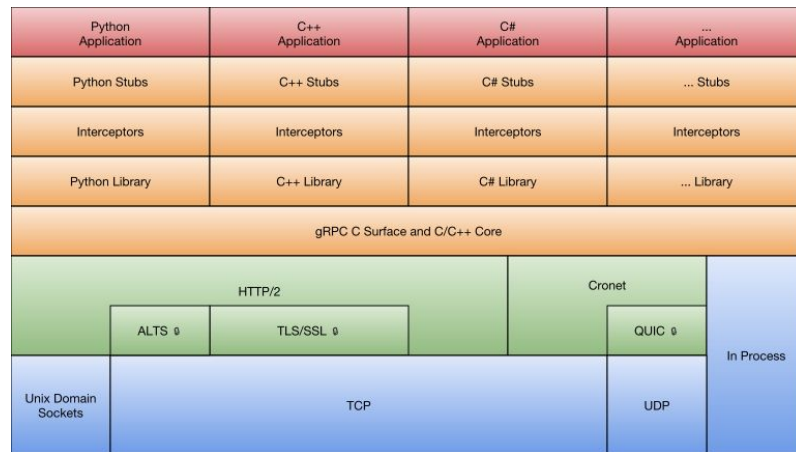 Python
Application
C++
Application
C#
Application
...
Application
Python Stubs
C++ Stubs
C# Stubs
... Stubs
Interceptors
Interceptors
Interceptors
Interceptors
Python Library
C++ Library
C# Library
... Library
gRPC C Surface and C/C++ Core
HTTP/2
Cronet
ALTS
TLS/SSL
QUIC
In Process
Unix Domain
Sockets
TCP
UDP